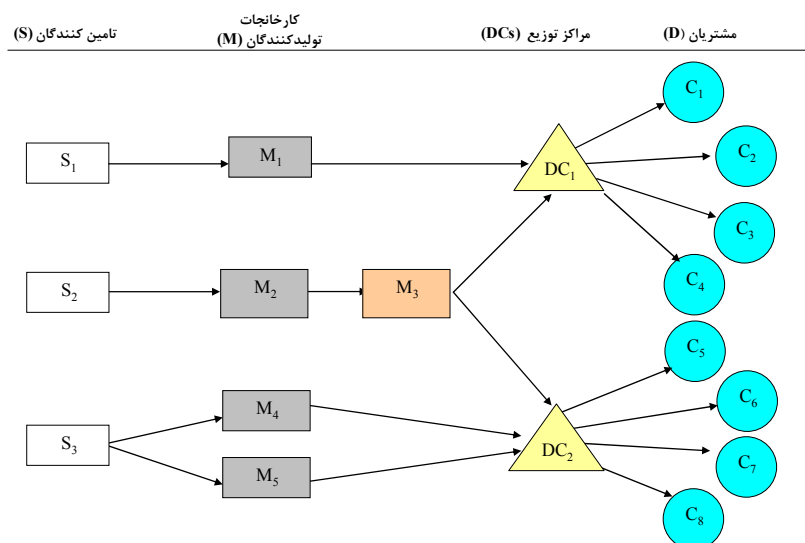 تامین کنندگان (S)
کارخانجات
تولیدکنندگان (M)
مراکز توزیع (DCs)
مشتریان (D)
S₁
M₁
DC₁
C₁
C₂
C₃
C₄
S₂
M₂
M₃
S₃
M₄
M₅
DC₂
C₅
C₆
C₇
C₈